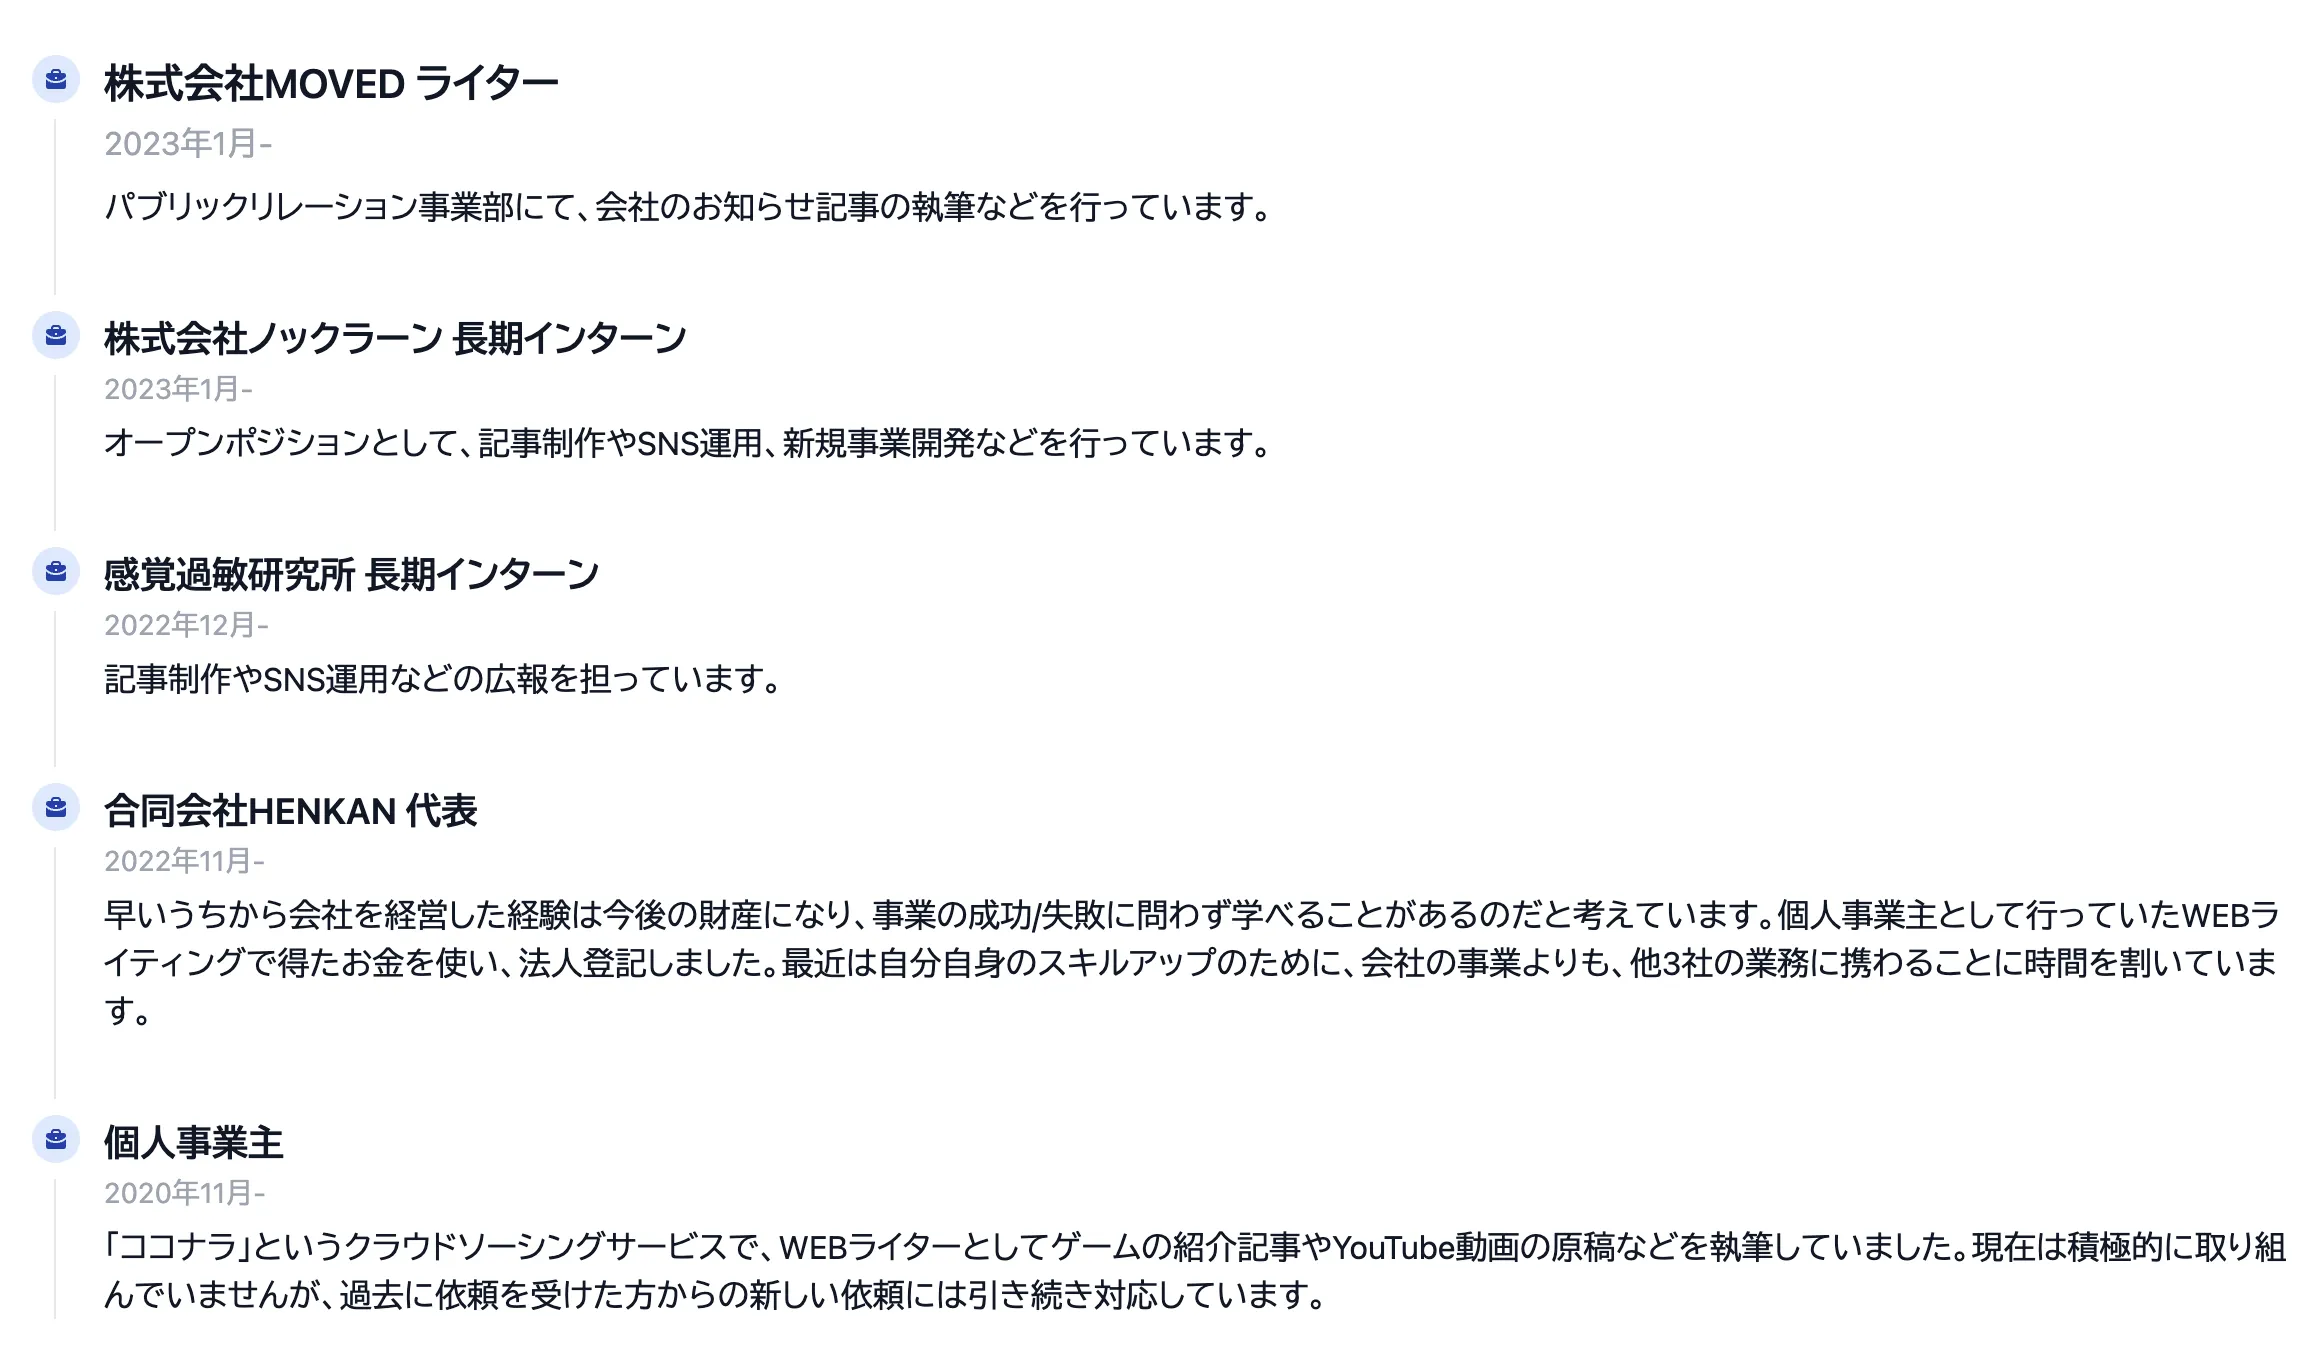 株式会社MOVED ライター
2023年1月-
パブリックリレーション事業部にて、会社のお知らせ記事の執筆などを行っています。
株式会社ノックラーン 長期インターン
2023年1月-
オープンポジションとして、記事制作やSNS運用、新規事業開発などを行っています。
感覚過敏研究所 長期インターン
2022年12月-
記事制作やSNS運用などの広報を担っています。
合同会社HENKAN 代表
2022年11月-
早いうちから会社を経営した経験は今後の財産になり、事業の成功/失敗に問わず学べることがあるのだと考えています。個人事業主として行っていたWEBラ
イティングで得たお金を使い、法人登記しました。最近は自分自身のスキルアップのために、会社の事業よりも、他3社の業務に携わることに時間を割いていま
す。
個人事業主
2020年11月-
「ココナラ」というクラウドソーシングサービスで、WEBライターとしてゲームの紹介記事やYouTube動画の原稿などを執筆していました。現在は積極的に取り組
んでいませんが、過去に依頼を受けた方からの新しい依頼には引き続き対応しています。